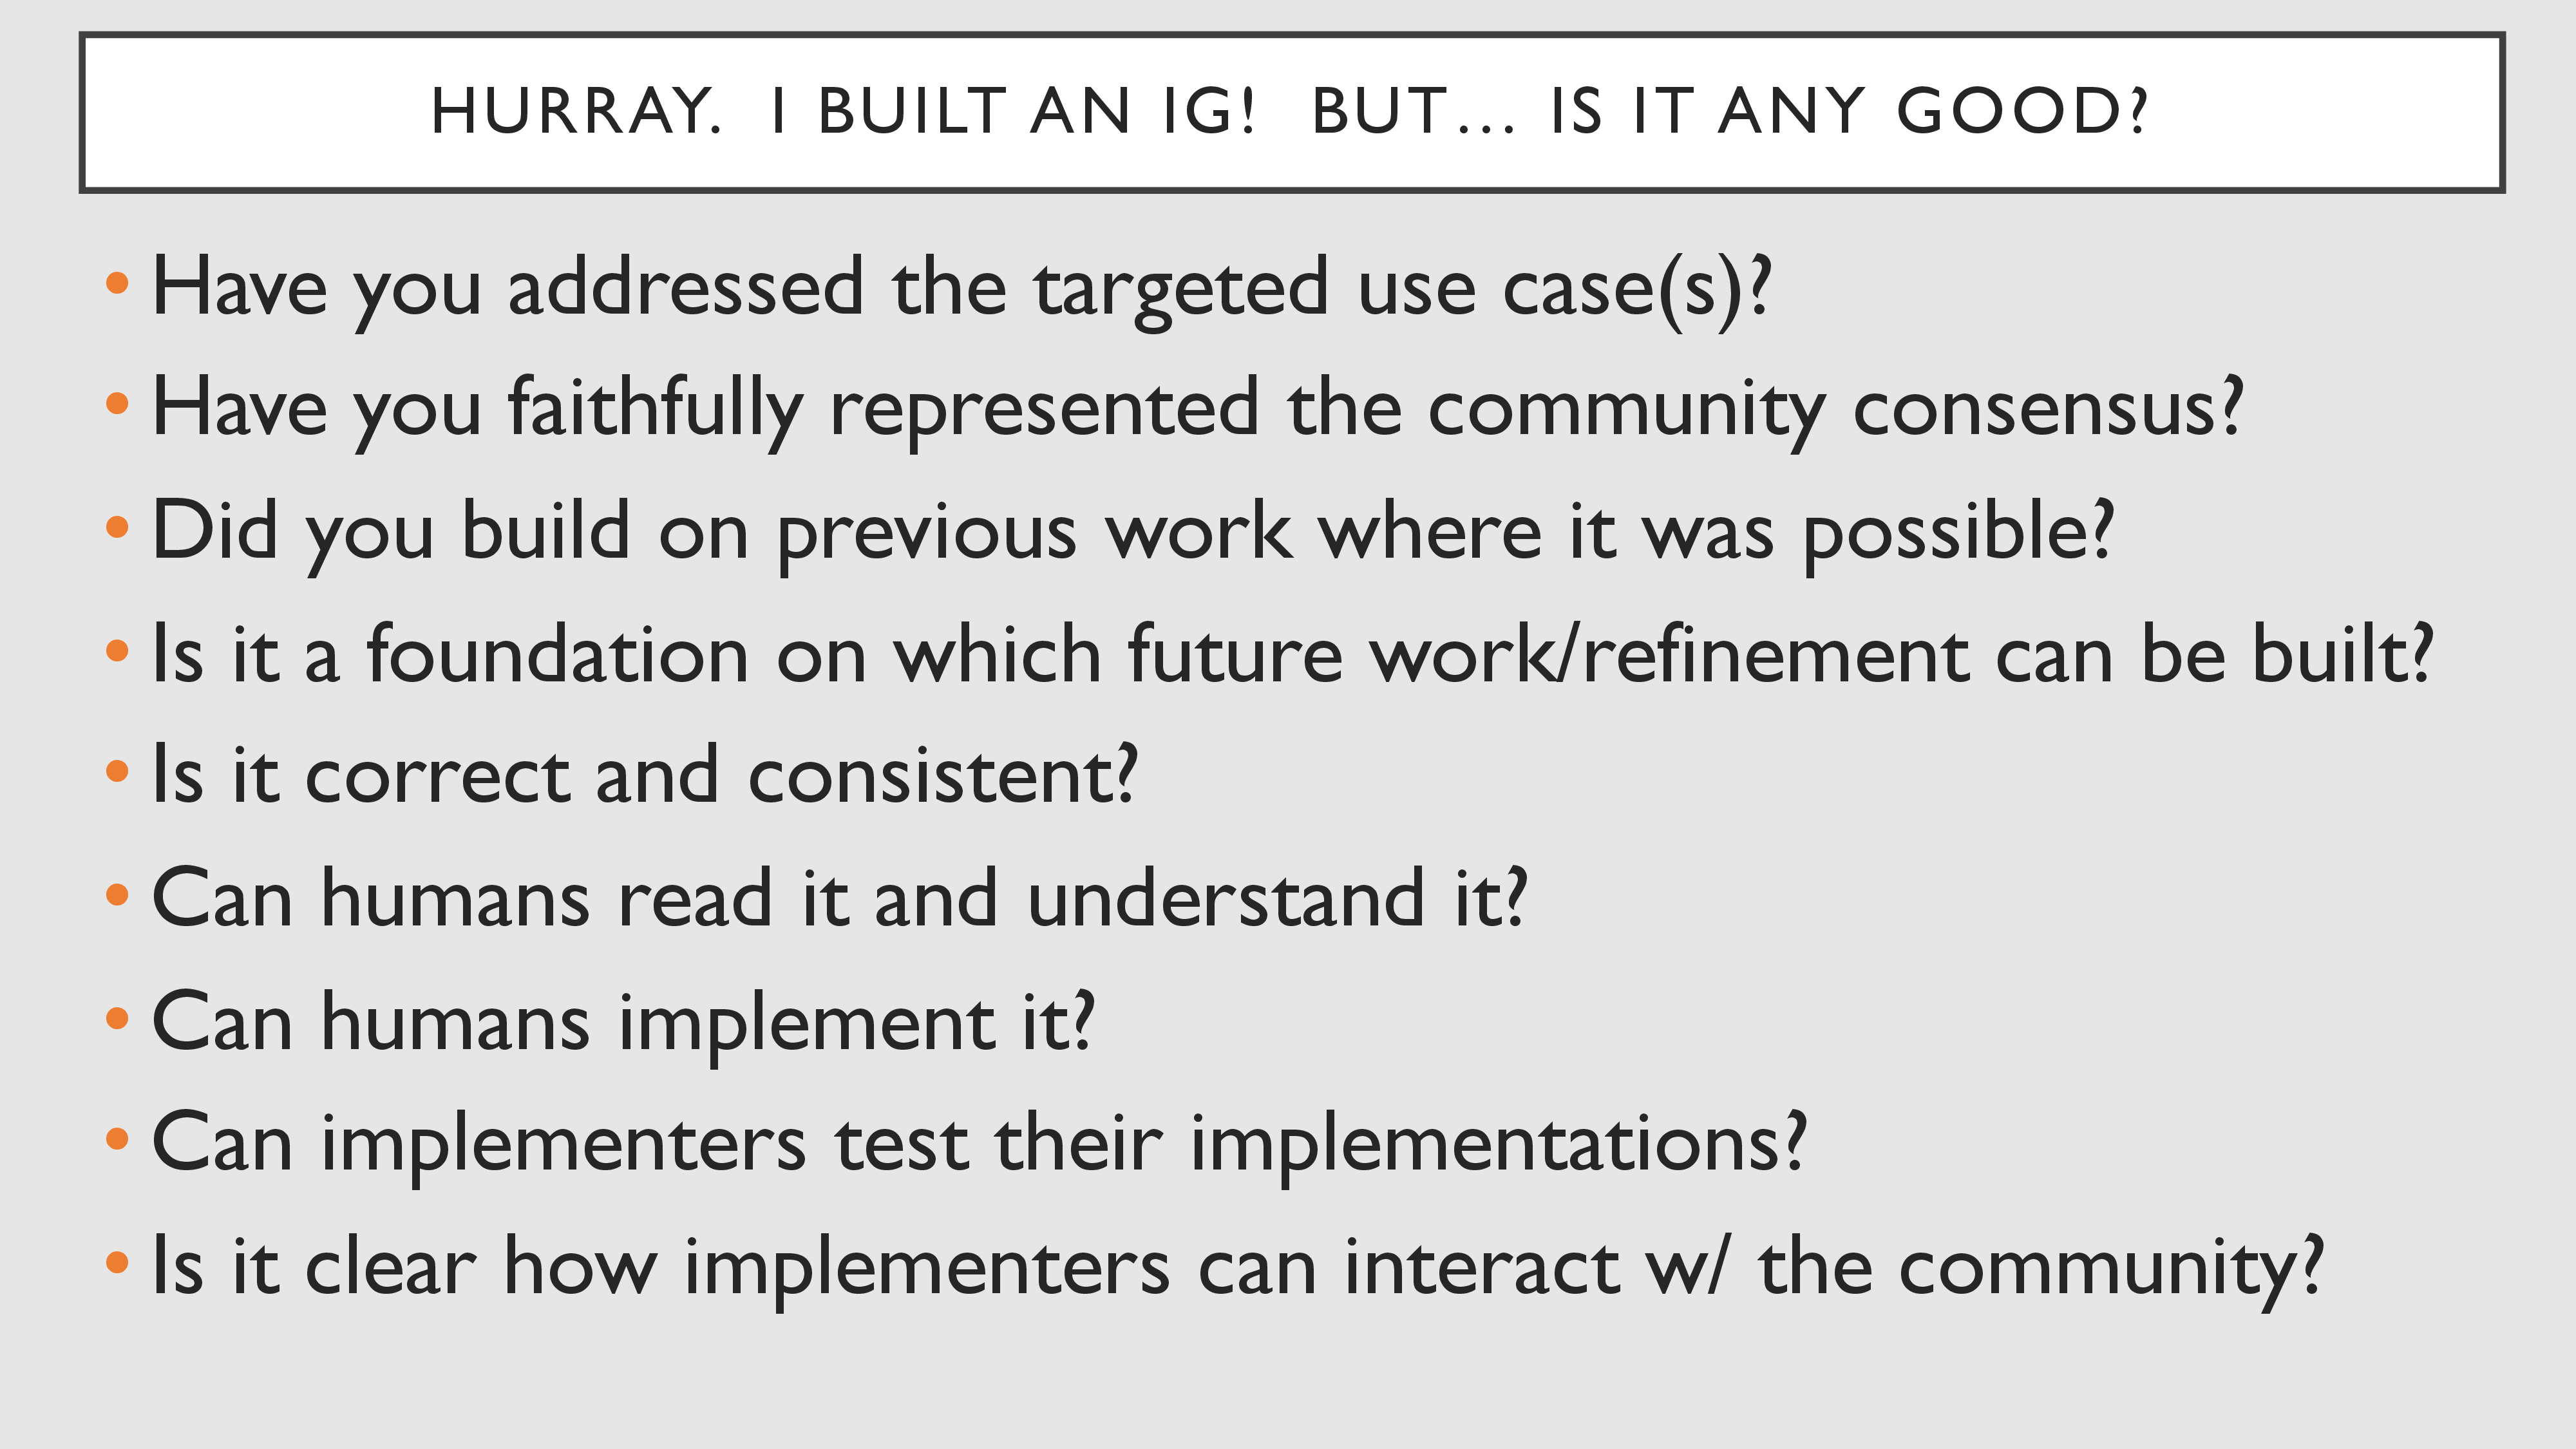 HURRAY.  I BUILT AN IG!  BUT... IS IT ANY GOOD?
• Have you addressed the targeted use case(s)?
• Have you faithfully represented the community consensus?
• Did you build on previous work where it was possible?
• Is it a foundation on which future work/refinement can be built?
• Is it correct and consistent?
• Can humans read it and understand it?
• Can humans implement it?
• Can implementers test their implementations?
• Is it clear how implementers can interact w/ the community?